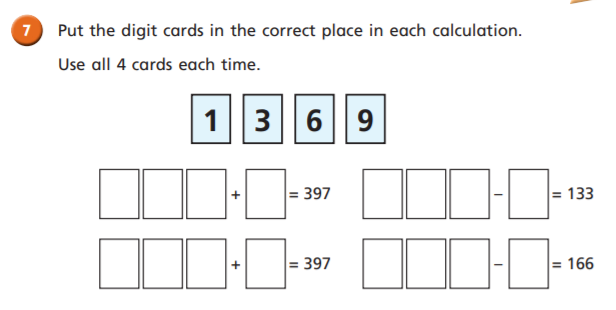 7 Put the digit cards in the correct place in each calculation.
Use all 4 cards each time.
1 3 6 9
+ = 397 − = 133
+ = 397 − = 166